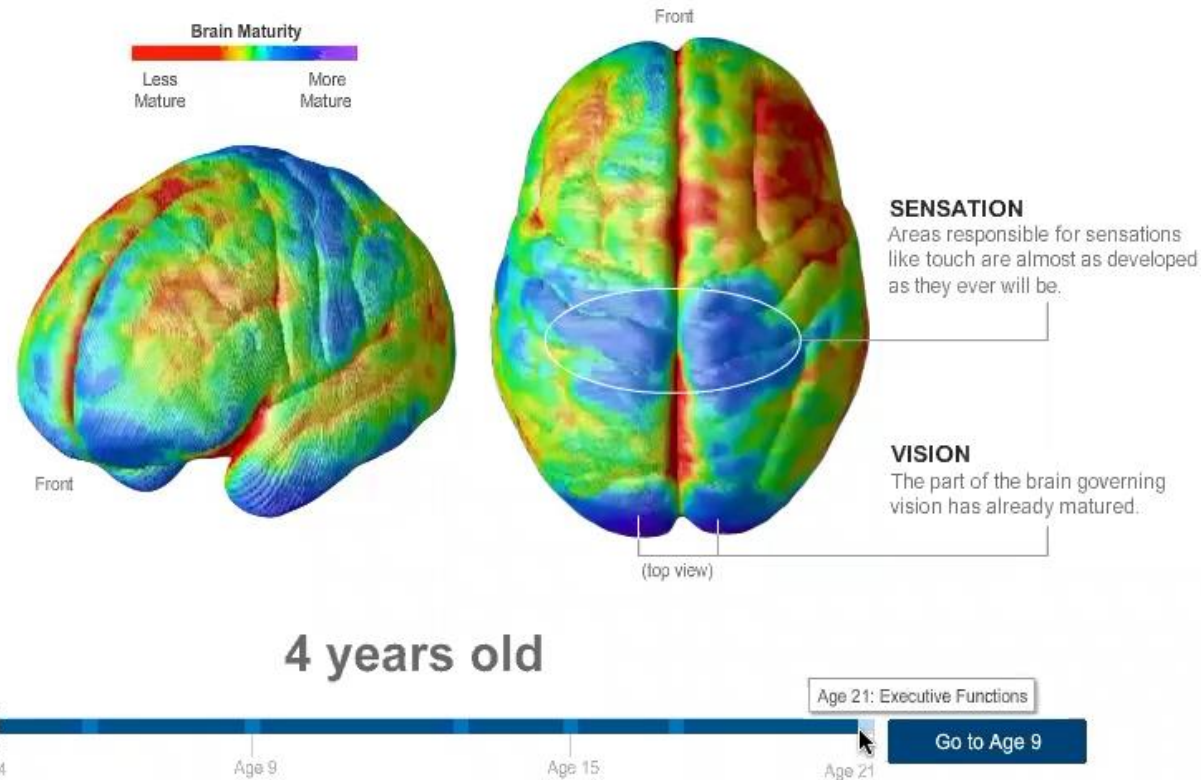 Front
Brain Maturity
Less
Mature
More
Mature
SENSATION
Areas responsible for sensations
like touch are almost as developed
as they ever will be.
Front
VISION
The part of the brain governing
vision has already matured.
(top view)
4 years old
Age 21: Executive Functions
Go to Age 9
4
Age 9
Age 15
Age 21